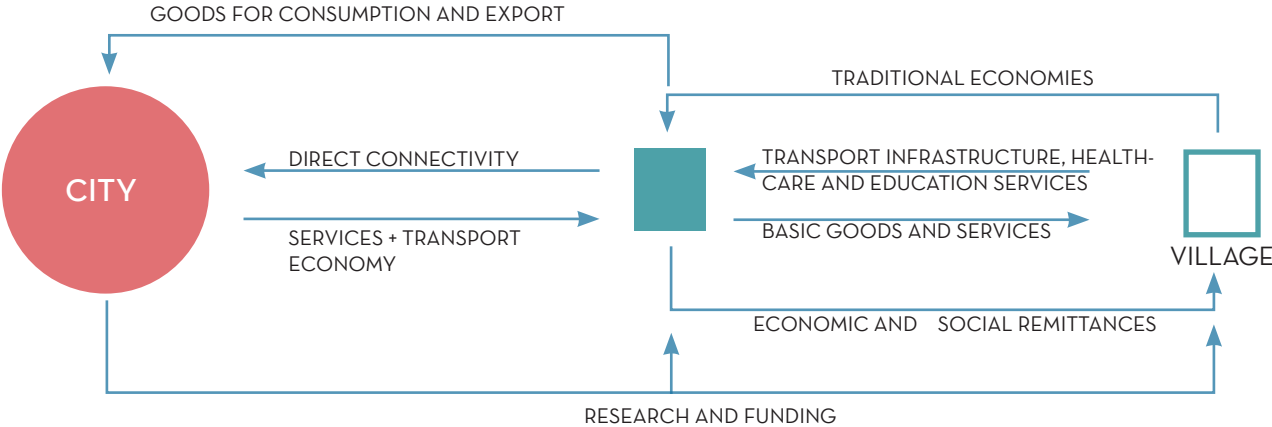 GOODS FOR CONSUMPTION AND EXPORT
TRADITIONAL ECONOMIES
CITY
DIRECT CONNECTIVITY
SERVICES + TRANSPORT
ECONOMY
TRANSPORT INFRASTRUCTURE, HEALTH-
CARE AND EDUCATION SERVICES
BASIC GOODS AND SERVICES
VILLAGE
ECONOMIC AND SOCIAL REMITTANCES
RESEARCH AND FUNDING